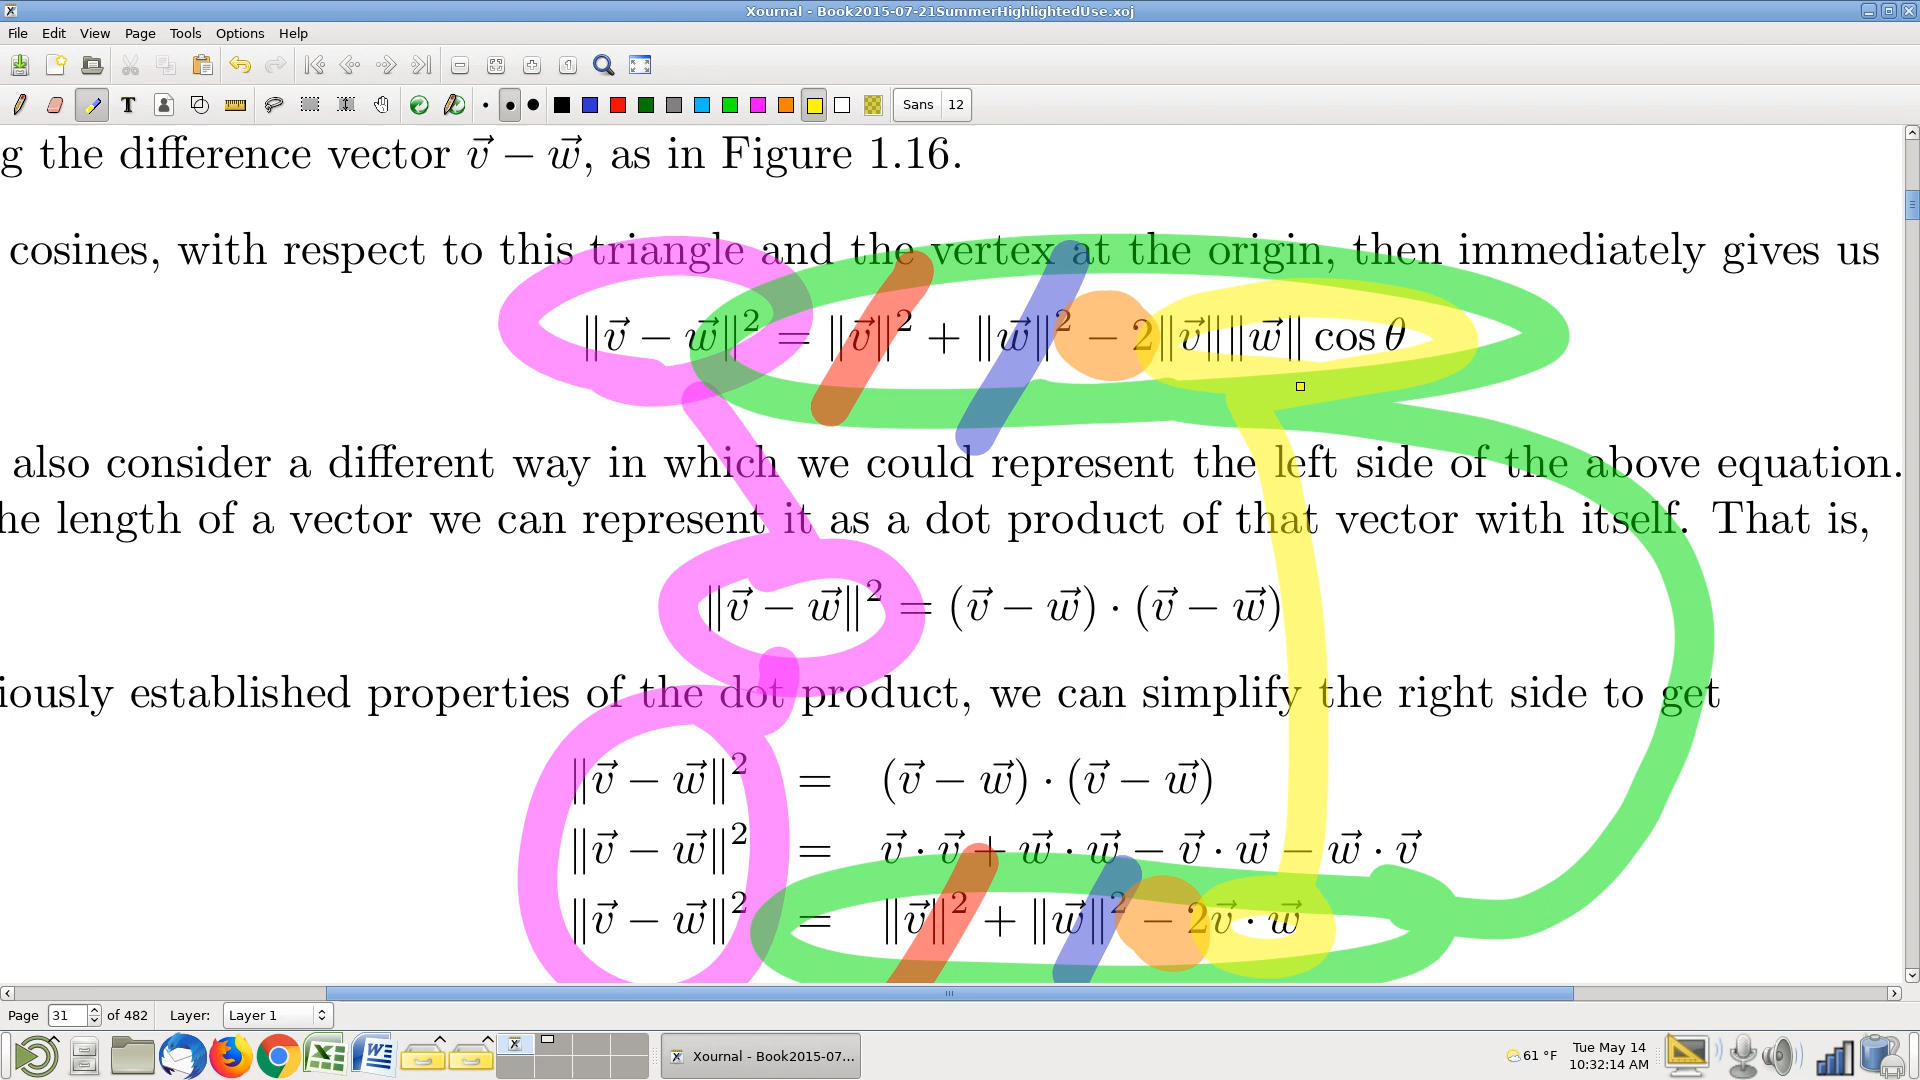 Xournal - Book2015-07-21SummerHighlightedUse.xoj
File Edit View Page Tools Options Help
Sans 12
g the difference vector v⃗ − w⃗, as in Figure 1.16.
cosines, with respect to this triangle and the vertex at the origin, then immediately gives us
‖v⃗ − w⃗‖² = ‖v⃗‖² + ‖w⃗‖² − 2‖v⃗‖‖w⃗‖ cos θ
also consider a different way in which we could represent the left side of the above equation.
he length of a vector we can represent it as a dot product of that vector with itself. That is,
‖v⃗ − w⃗‖² = (v⃗ − w⃗) · (v⃗ − w⃗)
iously established properties of the dot product, we can simplify the right side to get
‖v⃗ − w⃗‖² = (v⃗ − w⃗) · (v⃗ − w⃗)
‖v⃗ − w⃗‖² = v⃗ · v⃗ + w⃗ · w⃗ − v⃗ · w⃗ − w⃗ · v⃗
‖v⃗ − w⃗‖² = ‖v⃗‖² + ‖w⃗‖² − 2v⃗ · w⃗
Page 31 of 482 Layer: Layer 1
Xournal - Book2015-07...
61 °F
Tue May 14
10:32:14 AM